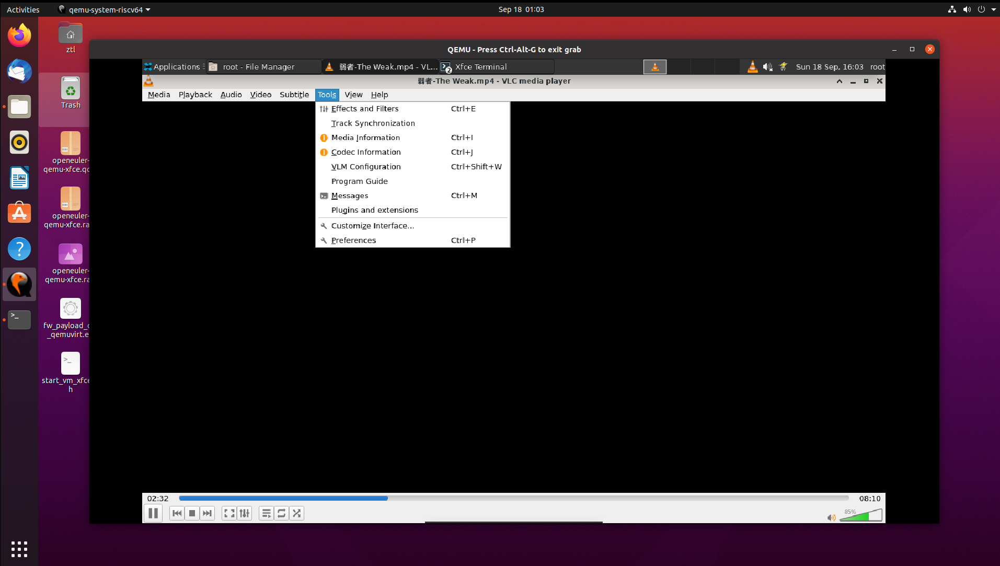 Activities
qemu-system-riscv64
Sep 18 01:03
ztl
Trash
openeuler-
qemu-xfce.qc
openeuler-
qemu-xfce.ra
openeuler-
qemu-xfce.ra
fw_payload_o
_qemuvirt.e
start_vm_xfce
h
QEMU - Press Ctrl-Alt-G to exit grab
Applications
root - File Manager
弱者-The Weak.mp4 - VL...
2
Xfce Terminal
Sun 18 Sep, 16:03
root
弱者-The Weak.mp4 - VLC media player
Media Playback Audio Video Subtitle Tools View Help
Effects and Filters Ctrl+E
Track Synchronization
Media Information Ctrl+I
Codec Information Ctrl+J
VLM Configuration Ctrl+Shift+W
Program Guide
Messages Ctrl+M
Plugins and extensions
Customize Interface...
Preferences Ctrl+P
02:32
08:10
85%